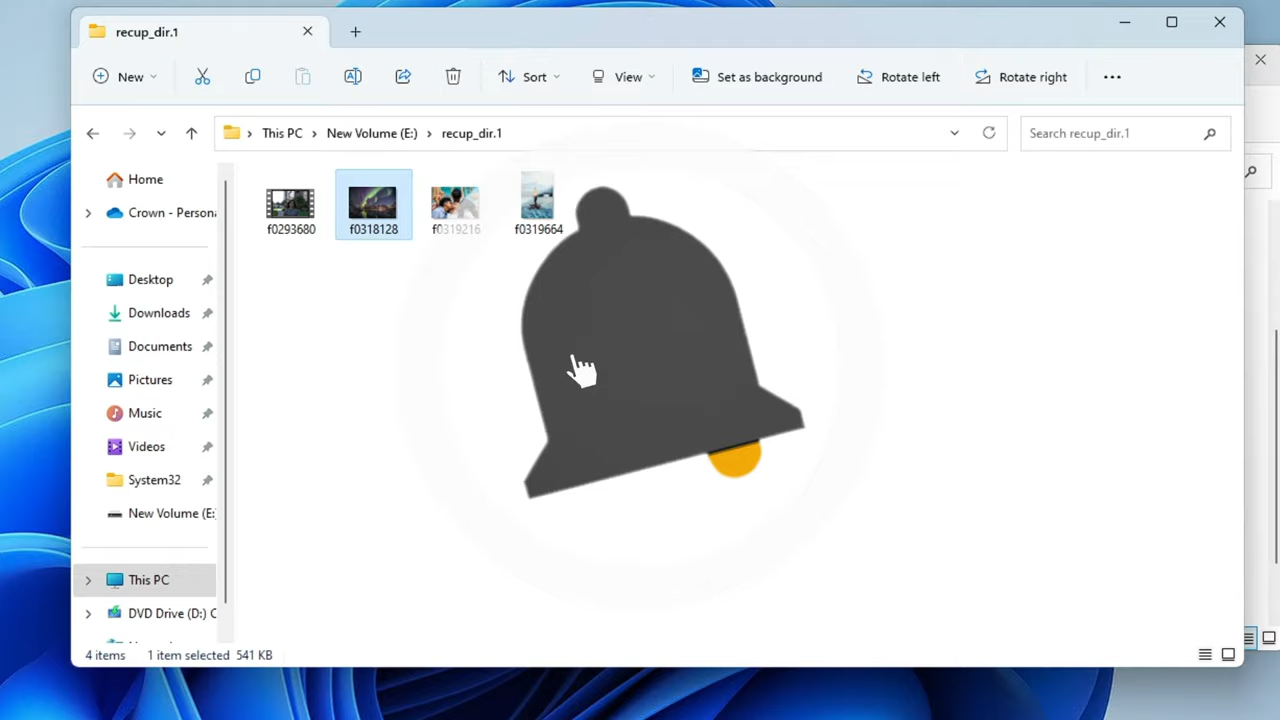 recup_dir.1
New
Sort
View
Set as background
Rotate left
Rotate right
This PC
New Volume (E:)
recup_dir.1
Search recup_dir.1
Home
Crown - Persona
f0293680
f0318128
f0319216
f0319664
Desktop
Downloads
Documents
Pictures
Music
Videos
System32
New Volume (E:
This PC
DVD Drive (D:) C
4 items
1 item selected
541 KB